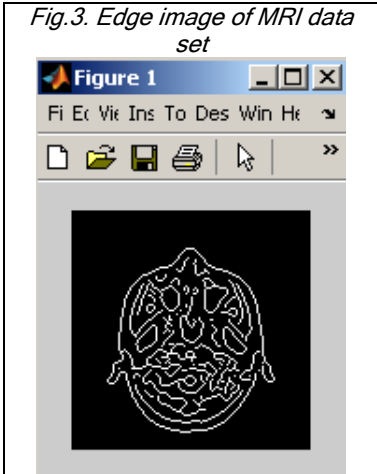 Fig.3. Edge image of MRI data
set
Figure 1
Fi Ec Vie Ins To Des Win He